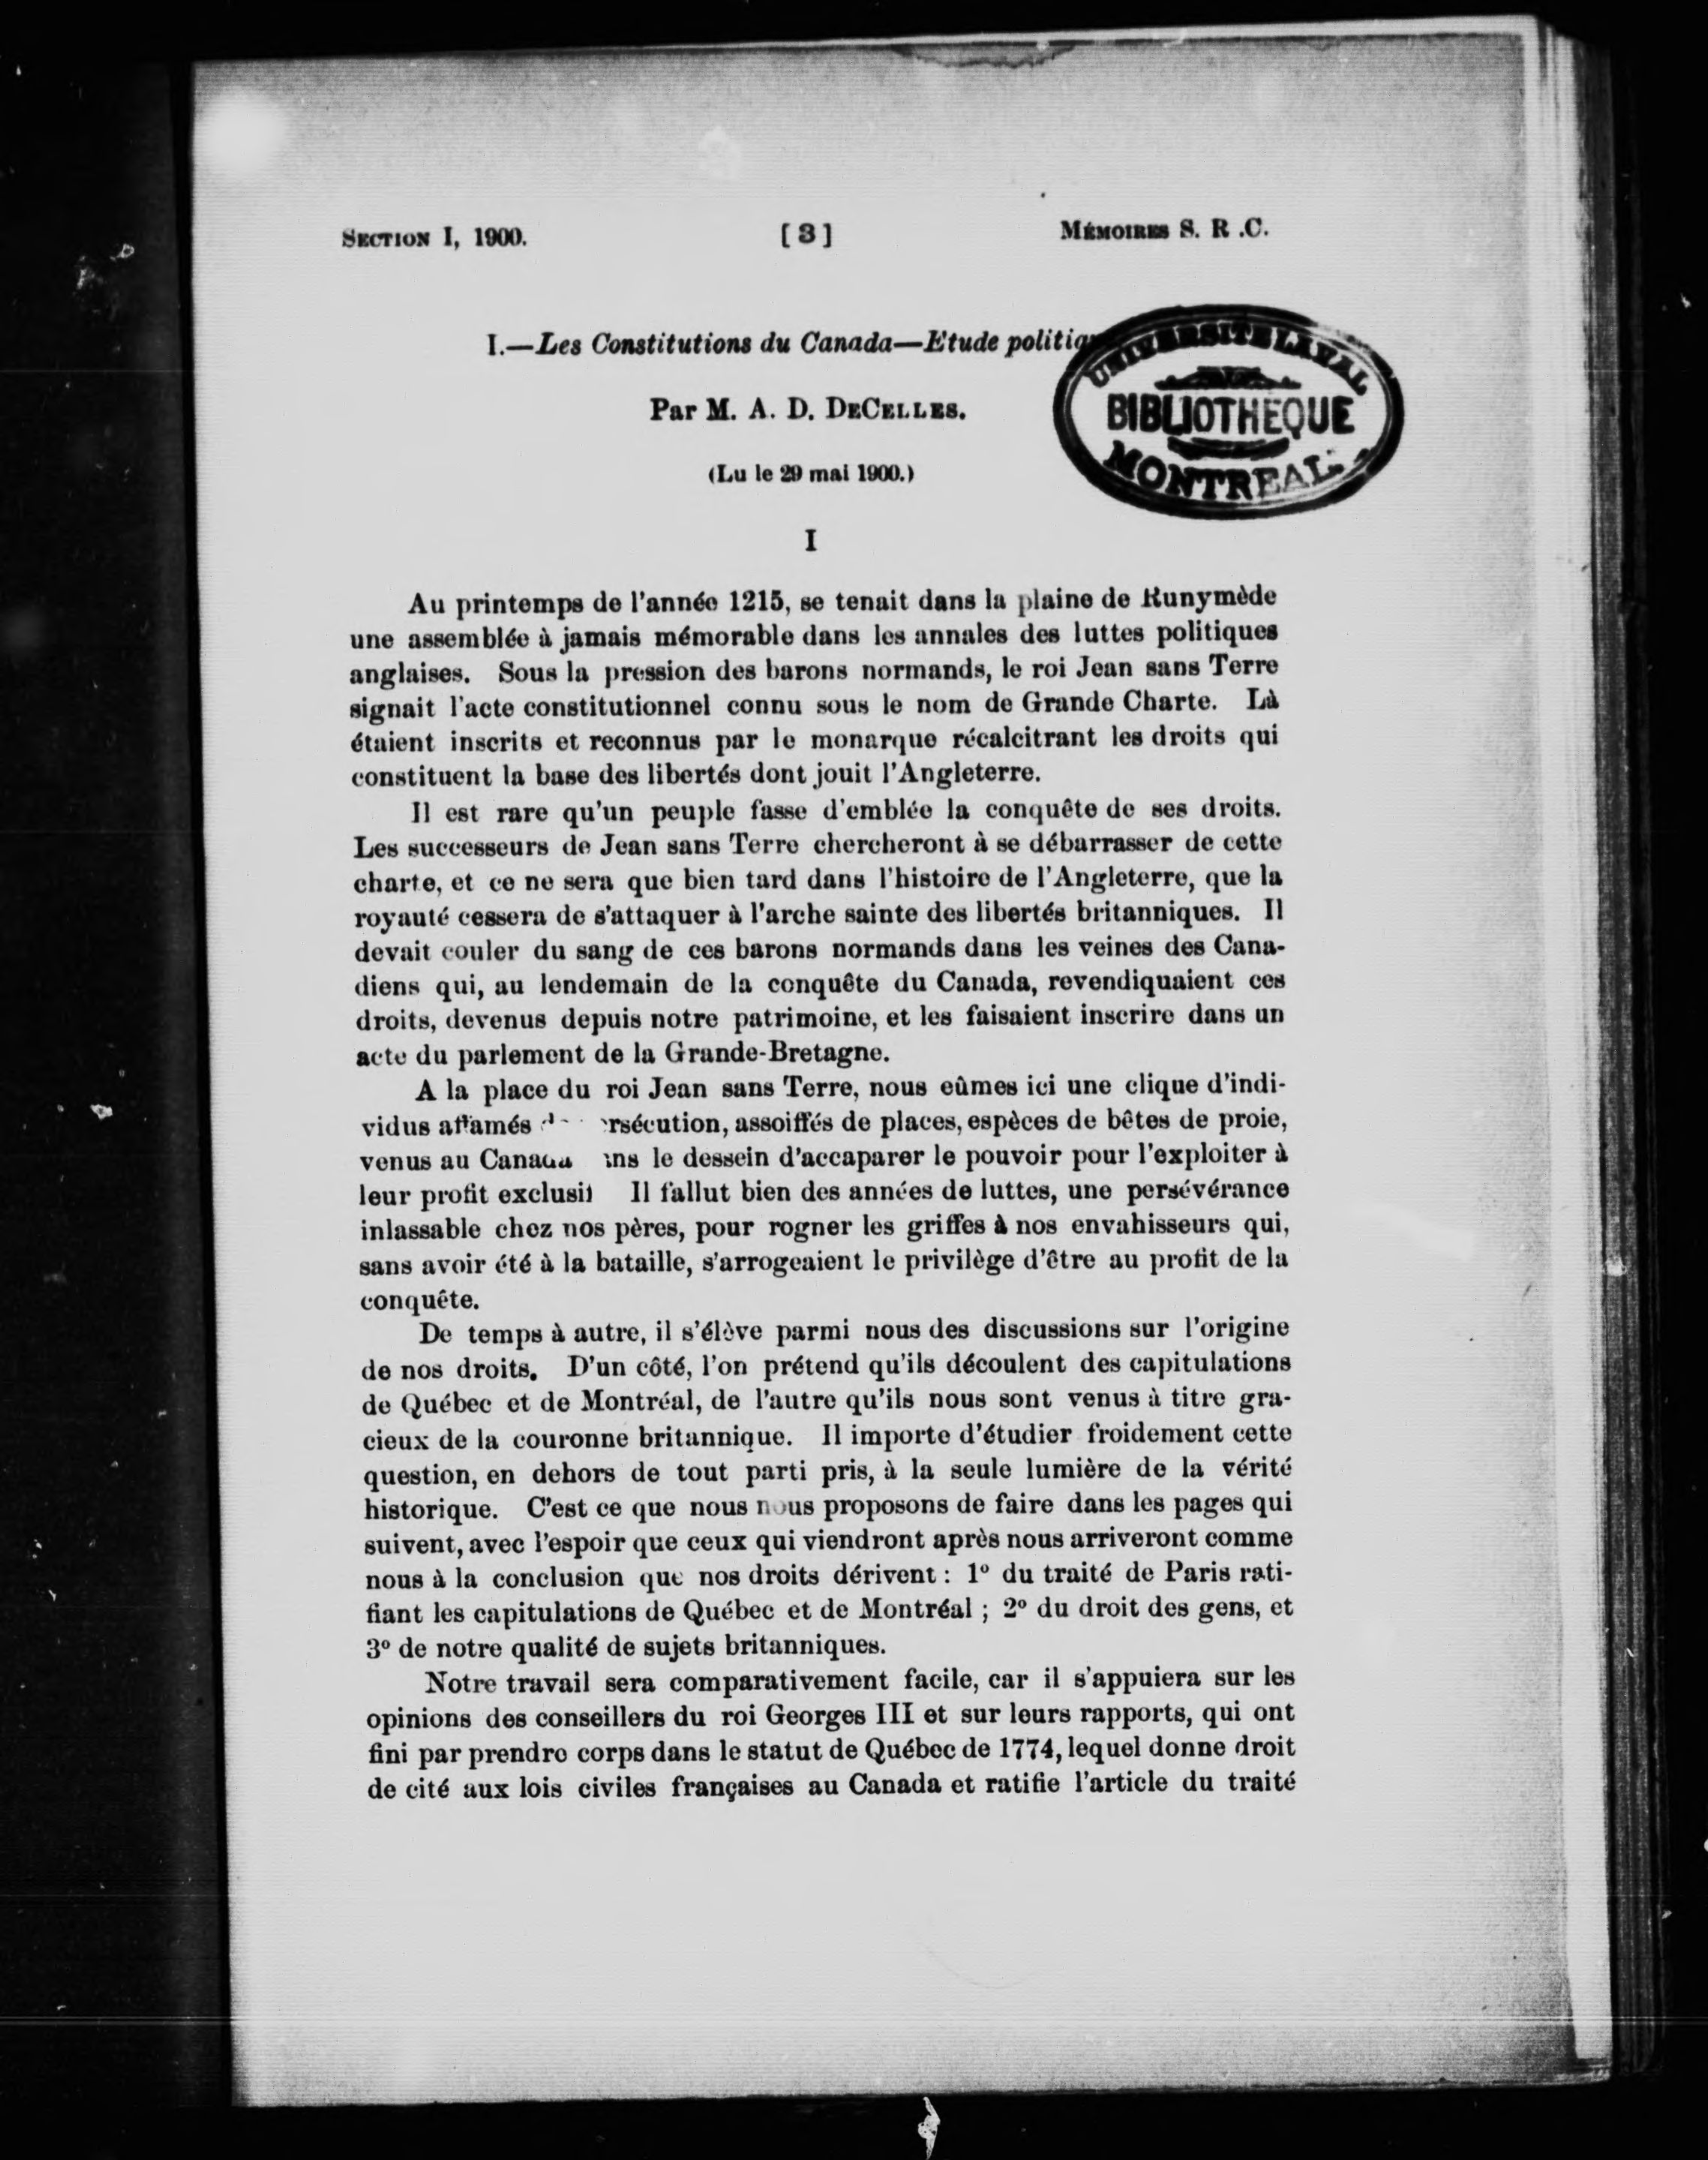 SECTION I, 1900.
[ 3 ]
MÉMOIRES S. R .C.
I.—Les Constitutions du Canada—Etude
UNIVERSITE LAVAL
BIBLIOTHEQUE
MONTREAL.
Par M. A. D. DECELLES.
(Lu le 29 mai 1900.)
I
Au printemps de l'année 1215, se tenait dans la plaine de Runymède
une assemblée à jamais mémorable dans les annales des luttes politiques
anglaises. Sous la pression des barons normands, le roi Jean sans Terre
signait l'acte constitutionnel connu sous le nom de Grande Charte. Là
étaient inscrits et reconnus par le monarque récalcitrant les droits qui
constituent la base des libertés dont jouit l'Angleterre.
Il est rare qu'un peuple fasse d'emblée la conquête de ses droits.
Les successeurs de Jean sans Terre chercheront à se débarrasser de cette
charte, et ce ne sera que bien tard dans l'histoire de l'Angleterre, que la
royauté cessera de s'attaquer à l'arche sainte des libertés britanniques. Il
devait couler du sang de ces barons normands dans les veines des Cana-
diens qui, au lendemain de la conquête du Canada, revendiquaient ces
droits, devenus depuis notre patrimoine, et les faisaient inscrire dans un
acte du parlement de la Grande-Bretagne.
A la place du roi Jean sans Terre, nous eûmes ici une clique d'indi-
vidus affamés assoiffés de places, espèces de bêtes de proie,
venus au Canada le dessein d'accaparer le pouvoir pour l'exploiter à
leur profit exclusif Il fallut bien des années de luttes, une persévérance
inlassable chez nos pères, pour rogner les griffes à nos envahisseurs qui,
sans avoir été à la bataille, s'arrogeaient le privilège d'être au profit de la
conquête.
De temps à autre, il s'élève parmi nous des discussions sur l'origine
de nos droits. D'un côté, l'on prétend qu'ils découlent des capitulations
de Québec et de Montréal, de l'autre qu'ils nous sont venus à titre gra-
cieux de la couronne britannique. Il importe d'étudier froidement cette
question, en dehors de tout parti pris, à la seule lumière de la vérité
historique. C'est ce que nous nous proposons de faire dans les pages qui
suivent, avec l'espoir que ceux qui viendront après nous arriveront comme
nous à la conclusion que nos droits dérivent : 1º du traité de Paris rati-
fiant les capitulations de Québec et de Montréal ; 2º du droit des gens, et
3º de notre qualité de sujets britanniques.
Notre travail sera comparativement facile, car il s'appuiera sur les
opinions des conseillers du roi Georges III et sur leurs rapports, qui ont
fini par prendre corps dans le statut de Québec de 1774, lequel donne droit
de cité aux lois civiles françaises au Canada et ratifie l'article du traité